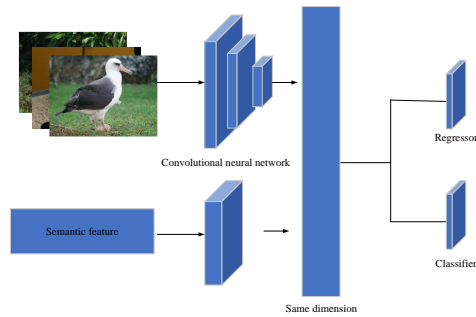 Convolutional neural network
Regressor
Semantic feature
Classifier
Same dimension